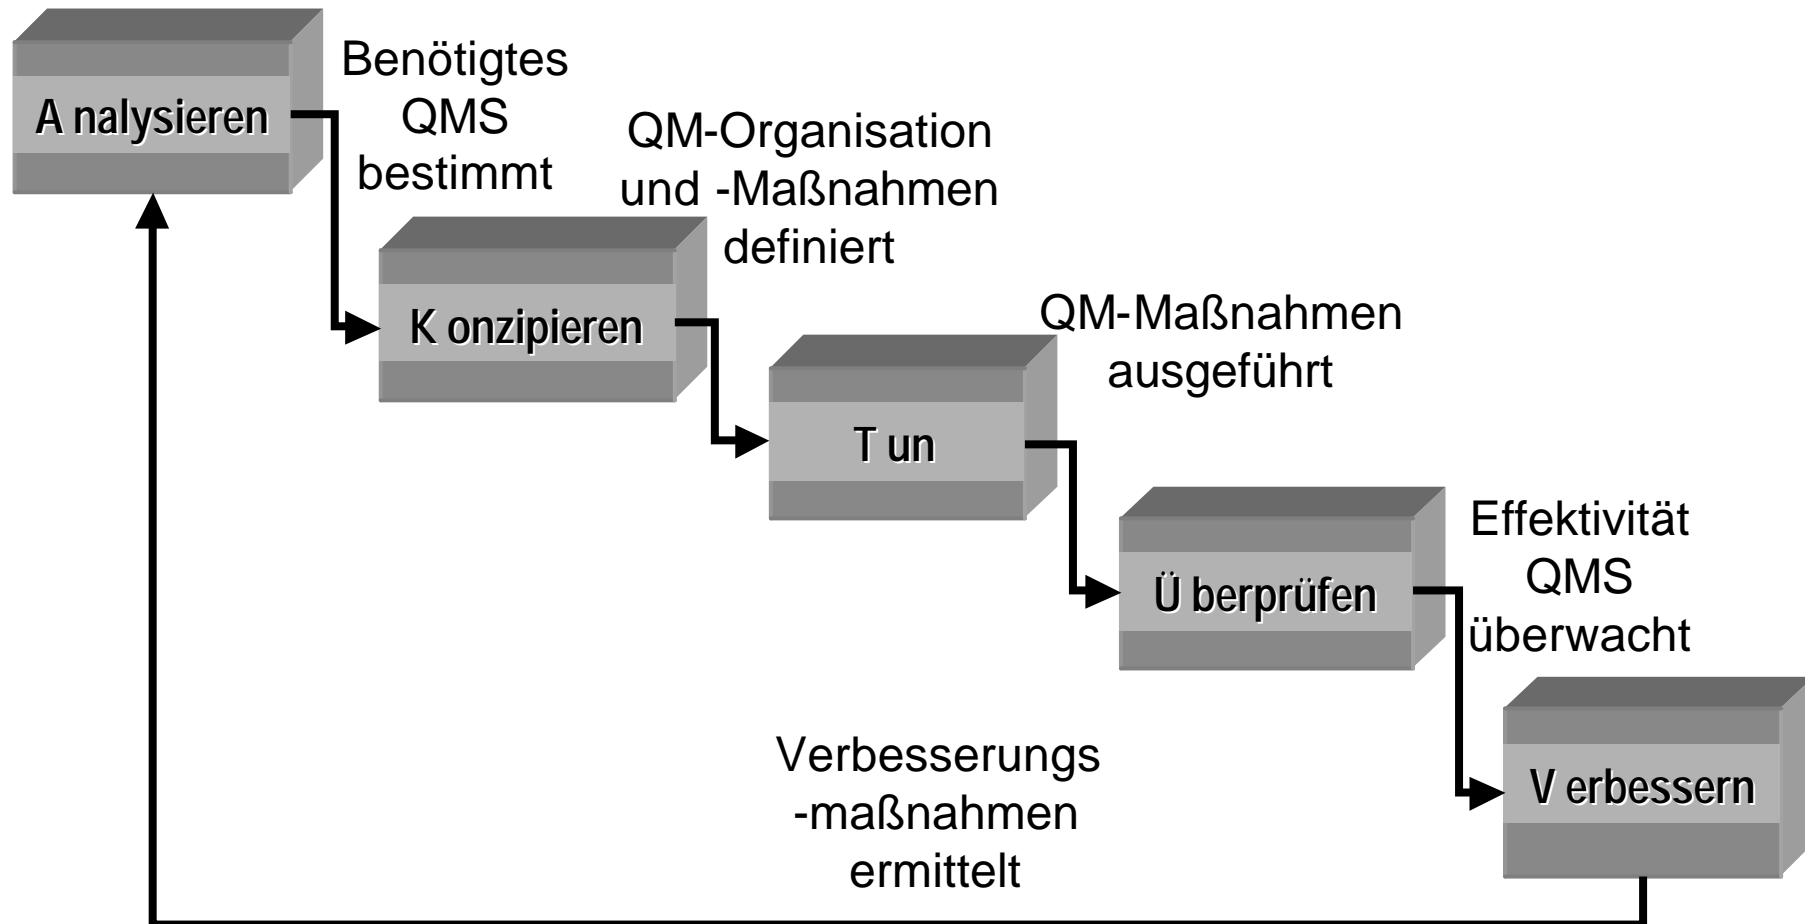 A nalysieren
Benötigtes
QMS
bestimmt
QM-Organisation
und -Maßnahmen
definiert
K onzipieren
QM-Maßnahmen
ausgeführt
T un
Effektivität
QMS
überwacht
Ü berprüfen
Verbesserungs
-maßnahmen
ermittelt
V erbessern